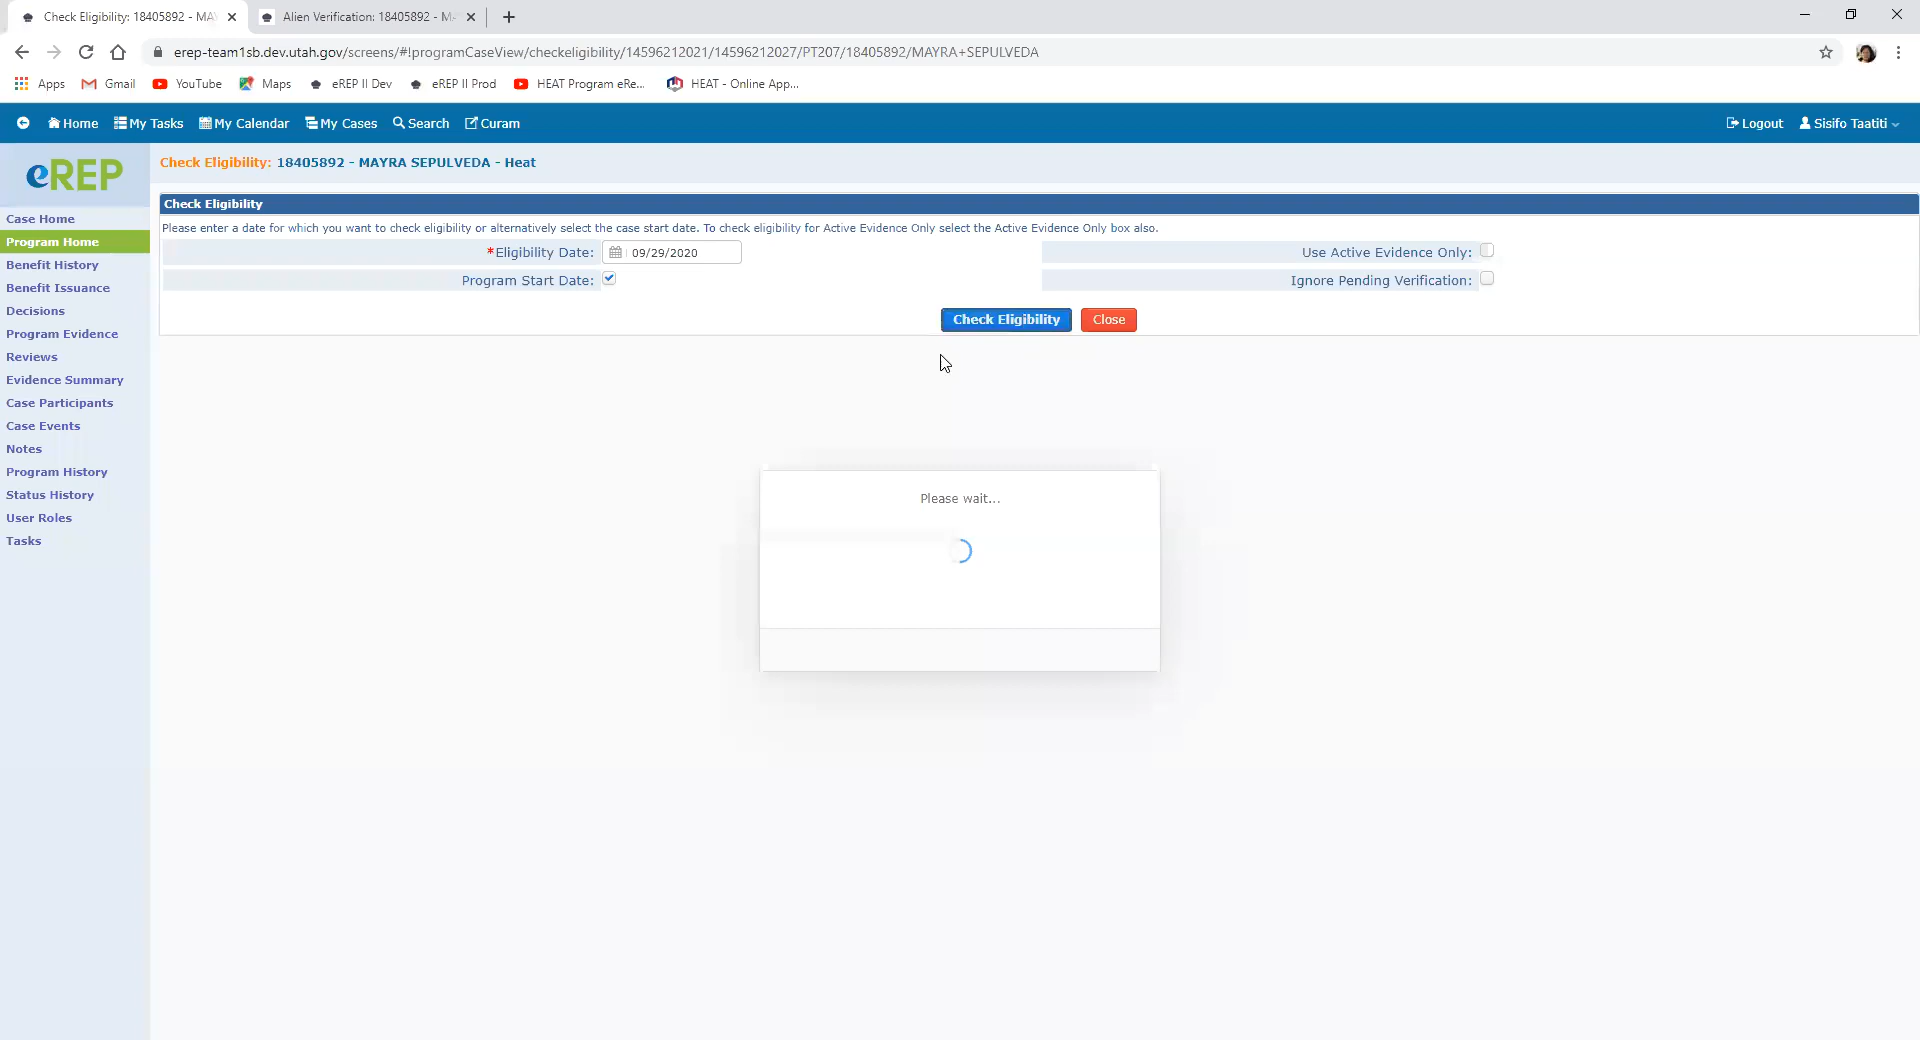 Check Eligibility: 18405892 - MA
Alien Verification: 18405892 - M
erep-team1sb.dev.utah.gov/screens/#!programCaseView/checkeligibility/14596212021/14596212027/PT207/18405892/MAYRA+SEPULVEDA
Apps Gmail YouTube Maps eREP II Dev eREP II Prod HEAT Program eRe... HEAT - Online App...
Home My Tasks My Calendar My Cases Search Curam Logout Sisifo Taatiti
eREP
Check Eligibility: 18405892 - MAYRA SEPULVEDA - Heat
Case Home
Program Home
Benefit History
Benefit Issuance
Decisions
Program Evidence
Reviews
Evidence Summary
Case Participants
Case Events
Notes
Program History
Status History
User Roles
Tasks
Check Eligibility
Please enter a date for which you want to check eligibility or alternatively select the case start date. To check eligibility for Active Evidence Only select the Active Evidence Only box also.
*Eligibility Date: 09/29/2020 Use Active Evidence Only:
Program Start Date: Ignore Pending Verification:
Check Eligibility Close
Please wait...